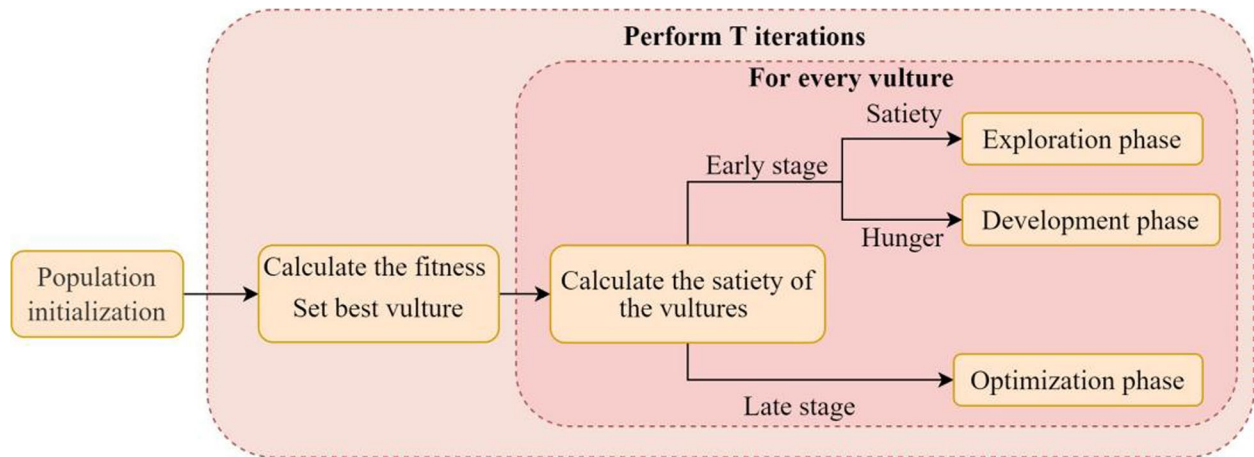 Perform T iterations
For every vulture
Satiety
Exploration phase
Early stage
Development phase
Hunger
Population
initialization
Calculate the fitness
Set best vulture
Calculate the satiety of
the vultures
Optimization phase
Late stage